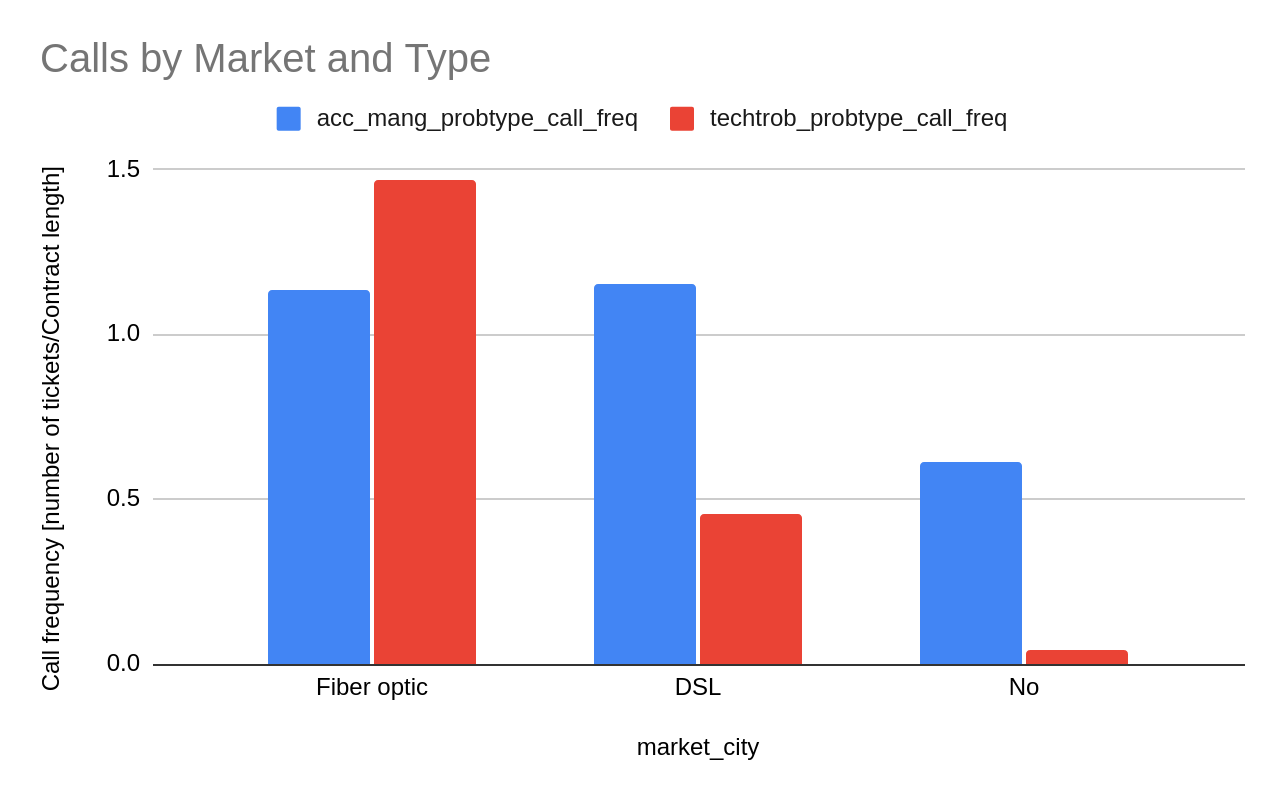 Calls by Market and Type
acc_mang_probtype_call_freq
techtrob_probtype_call_freq
Call frequency [number of tickets/Contract length]
1.5
1.0
0.5
0.0
Fiber optic
DSL
No
market_city